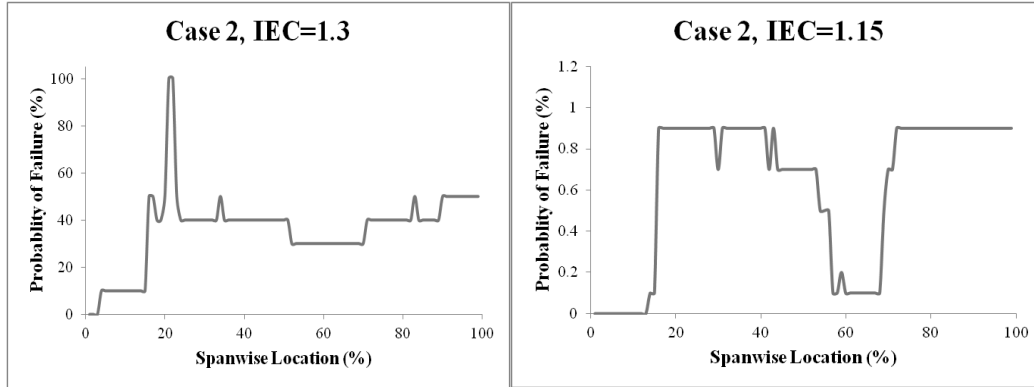 Case 2, IEC=1.3
Probablity of Failure (%)
100
80
60
40
20
0
0 20 40 60 80 100
Spanwise Location (%)
Case 2, IEC=1.15
Probablity of Failure (%)
1.2
1
0.8
0.6
0.4
0.2
0
0 20 40 60 80 100
Spanwise Location (%)